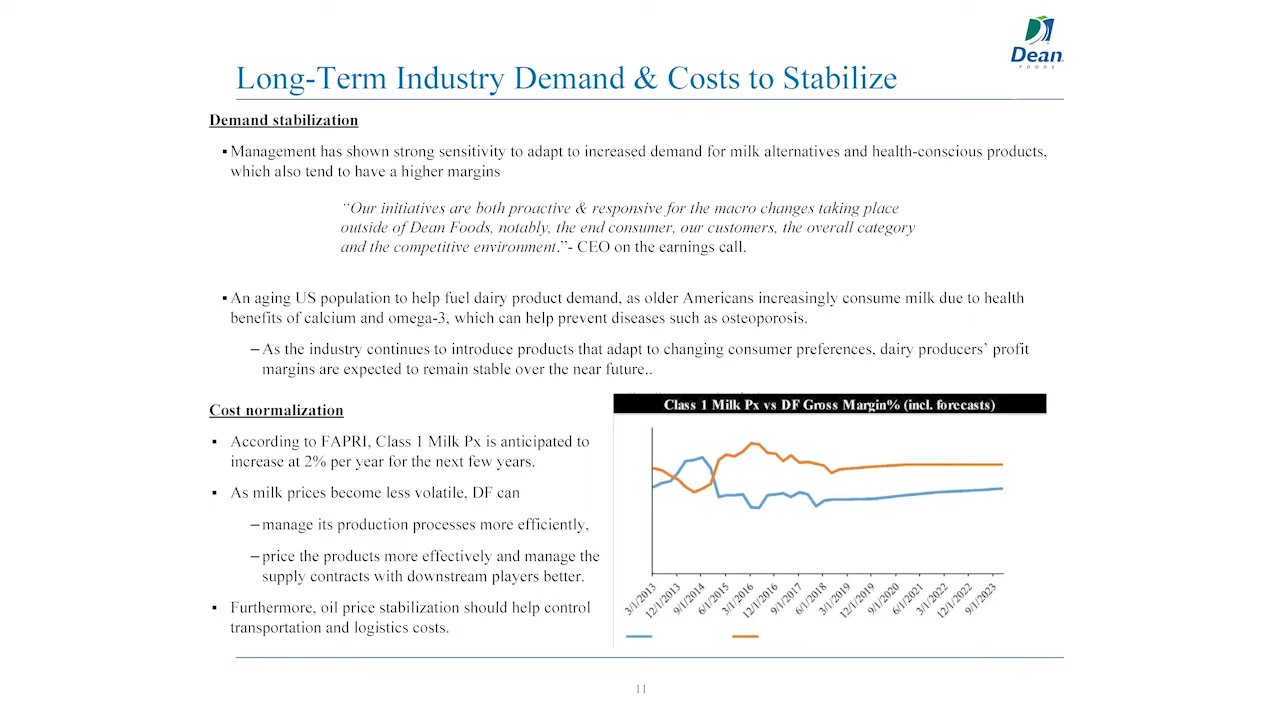 Dean
FOODS
Long-Term Industry Demand & Costs to Stabilize
Demand stabilization
▪ Management has shown strong sensitivity to adapt to increased demand for milk alternatives and health-conscious products,
which also tend to have a higher margins
“Our initiatives are both proactive & responsive for the macro changes taking place
outside of Dean Foods, notably, the end consumer, our customers, the overall category
and the competitive environment.”- CEO on the earnings call.
▪ An aging US population to help fuel dairy product demand, as older Americans increasingly consume milk due to health
benefits of calcium and omega-3, which can help prevent diseases such as osteoporosis.
– As the industry continues to introduce products that adapt to changing consumer preferences, dairy producers’ profit
margins are expected to remain stable over the near future..
Cost normalization
▪ According to FAPRI, Class 1 Milk Px is anticipated to
increase at 2% per year for the next few years.
▪ As milk prices become less volatile, DF can
– manage its production processes more efficiently,
– price the products more effectively and manage the
supply contracts with downstream players better.
▪ Furthermore, oil price stabilization should help control
transportation and logistics costs.
Class 1 Milk Px vs DF Gross Margin% (incl. forecasts)
3/1/2013
12/1/2013
9/1/2014
6/1/2015
3/1/2016
12/1/2016
9/1/2017
6/1/2018
3/1/2019
12/1/2019
9/1/2020
6/1/2021
3/1/2022
12/1/2022
9/1/2023
11